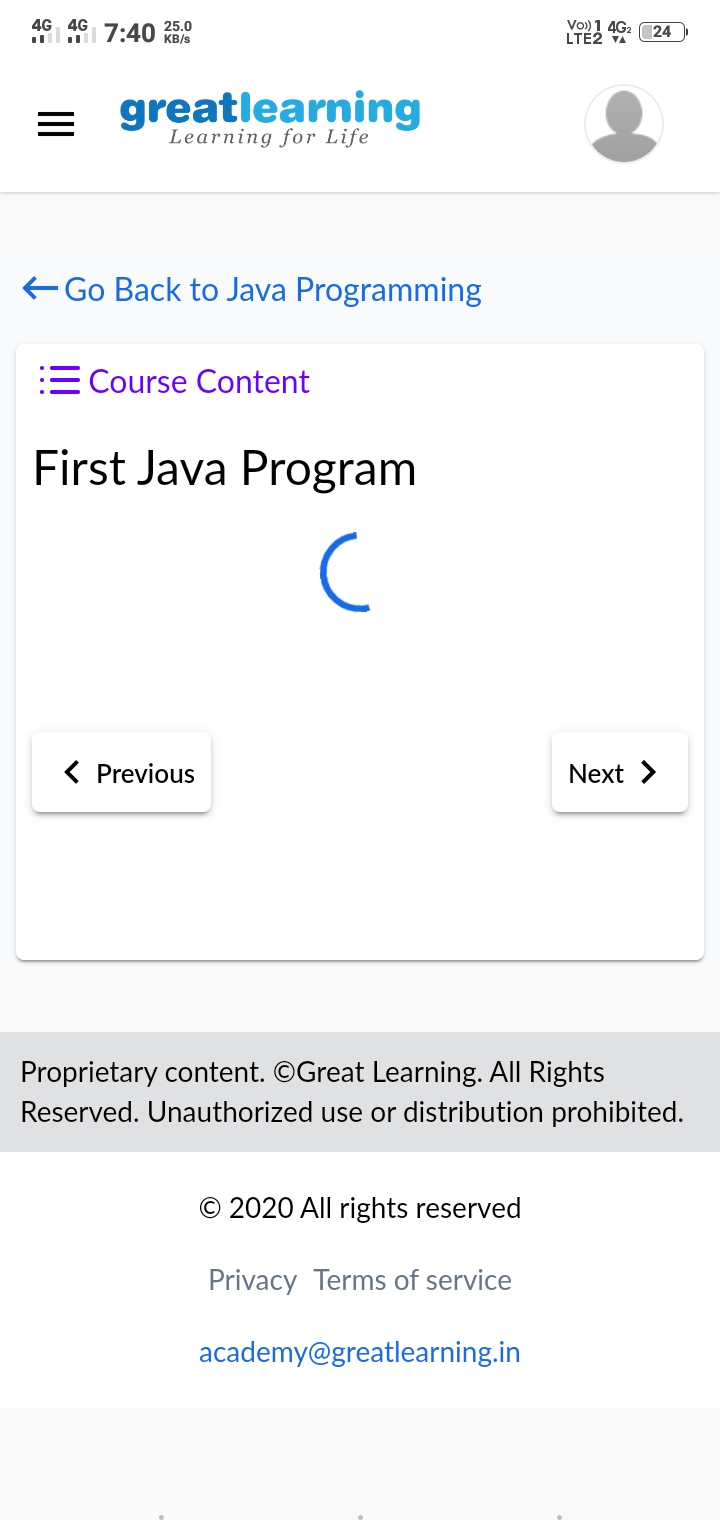 4G 4G 7:40 25.0 KB/s Vo)) 1 LTE2 4G2 24
greatlearning
Learning for Life
Go Back to Java Programming
Course Content
First Java Program
Previous Next
Proprietary content. ©Great Learning. All Rights
Reserved. Unauthorized use or distribution prohibited.
© 2020 All rights reserved
Privacy Terms of service
academy@greatlearning.in